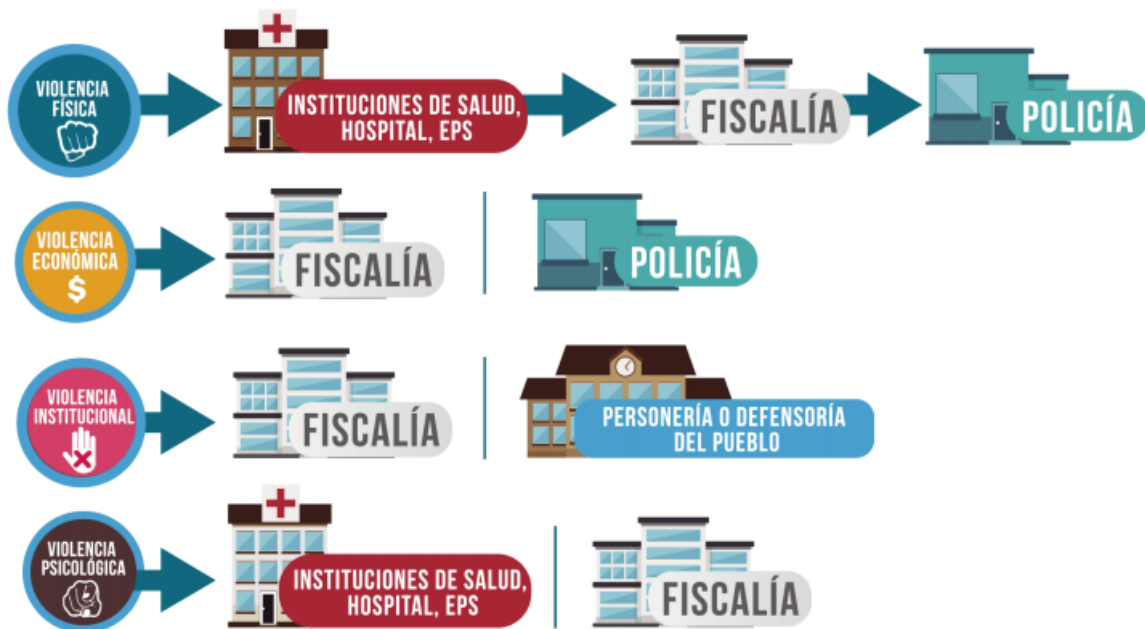 VIOLENCIA
FÍSICA
INSTITUCIONES DE SALUD,
HOSPITAL, EPS
FISCALÍA
POLICÍA
VIOLENCIA
ECONÓMICA
$
FISCALÍA
POLICÍA
VIOLENCIA
INSTITUCIONAL
FISCALÍA
PERSONERÍA O DEFENSORÍA
DEL PUEBLO
VIOLENCIA
PSICOLÓGICA
INSTITUCIONES DE SALUD,
HOSPITAL, EPS
FISCALÍA